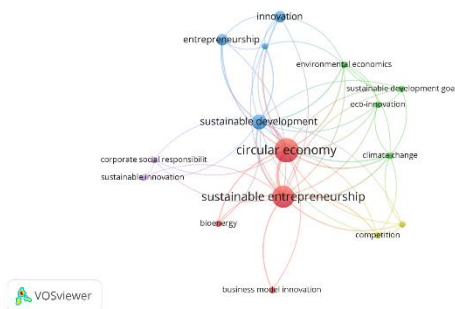 innovation
entrepreneurship
environmental economics
sustainable development goa
eco-innovation
sustainable development
circular economy
climate change
corporate social responsibilit
sustainable innovation
sustainable entrepreneurship
bioenergy
competition
business model innovation
VOSviewer